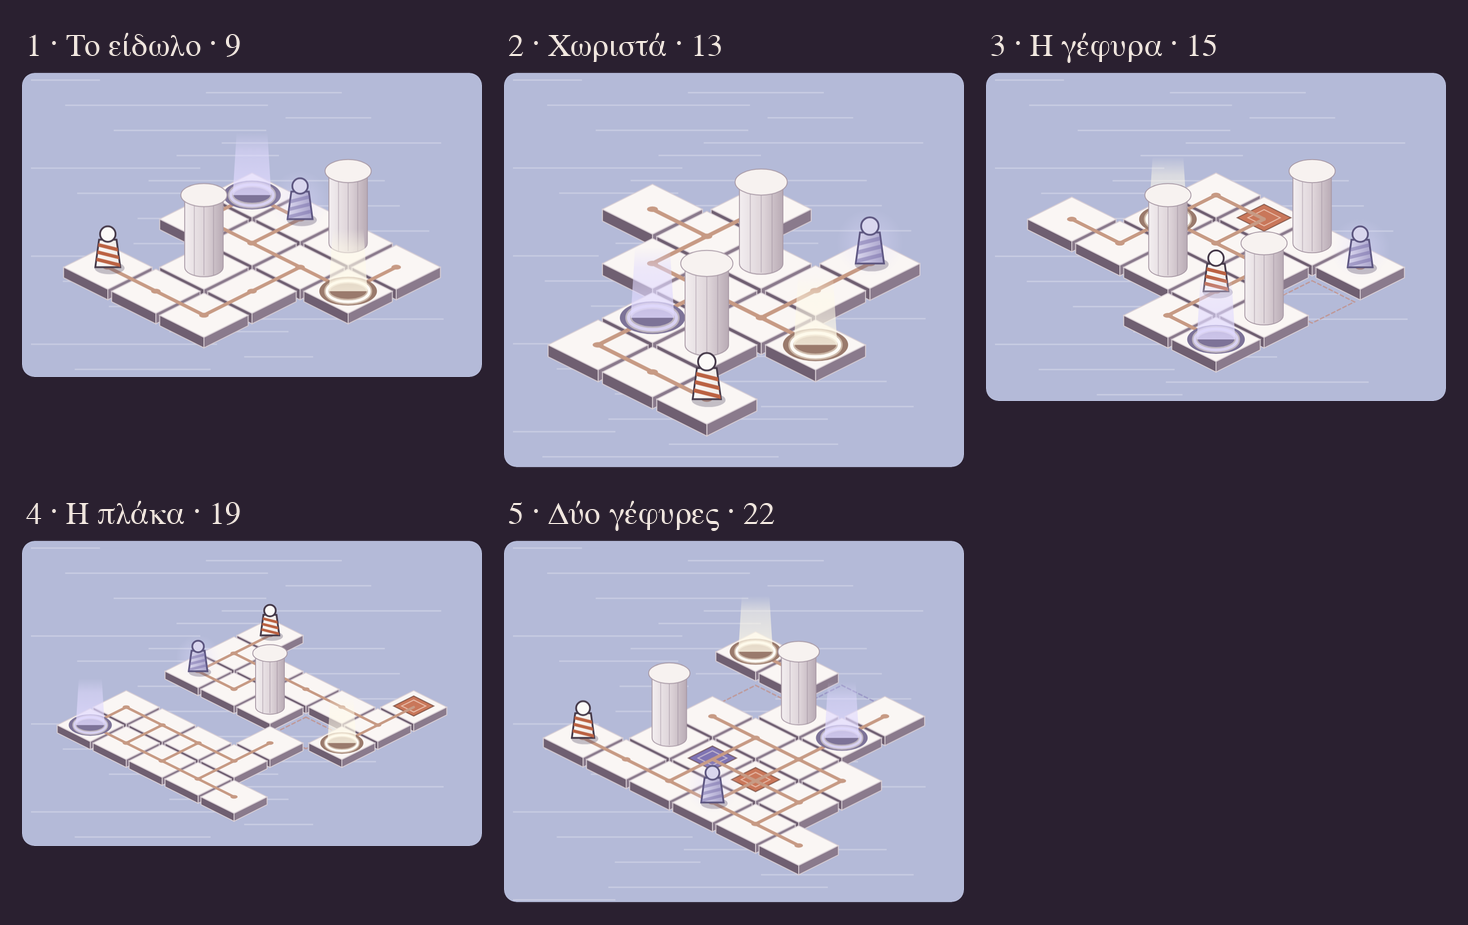 1 · Το είδωλο · 9
2 · Χωριστά · 13
3 · Η γέφυρα · 15
4 · Η πλάκα · 19
5 · Δύο γέφυρες · 22